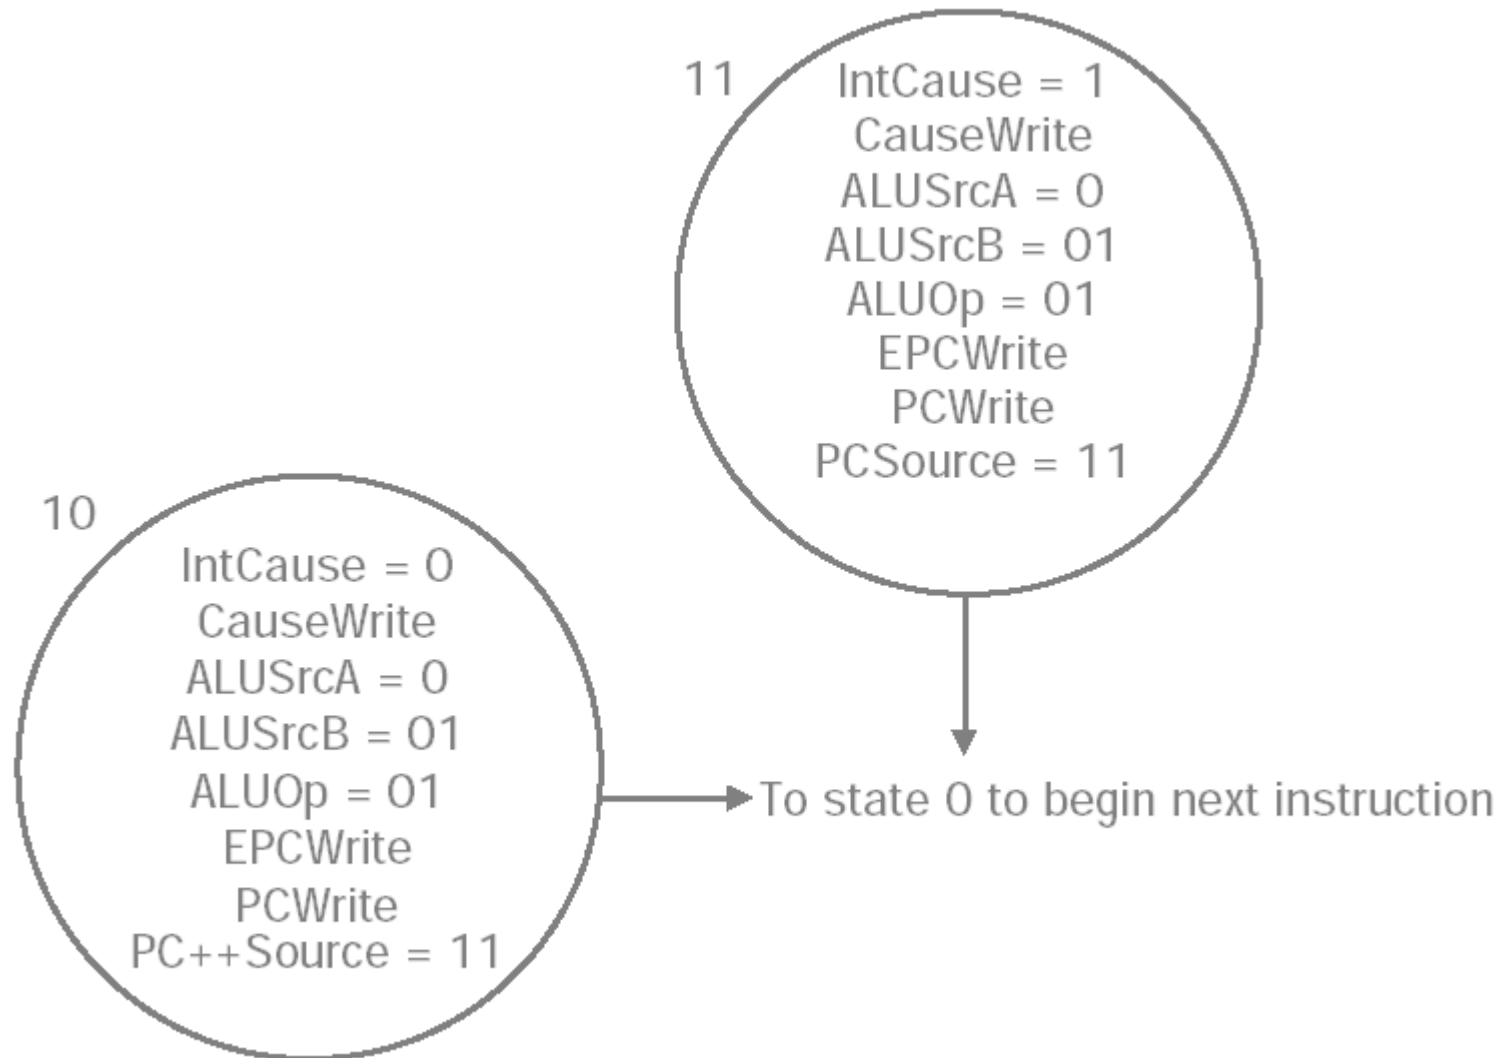 11
IntCause = 1
CauseWrite
ALUSrcA = 0
ALUSrcB = 01
ALUOp = 01
EPCWrite
PCWrite
PCSource = 11
10
IntCause = 0
CauseWrite
ALUSrcA = 0
ALUSrcB = 01
ALUOp = 01
EPCWrite
PCWrite
PC++Source = 11
To state 0 to begin next instruction